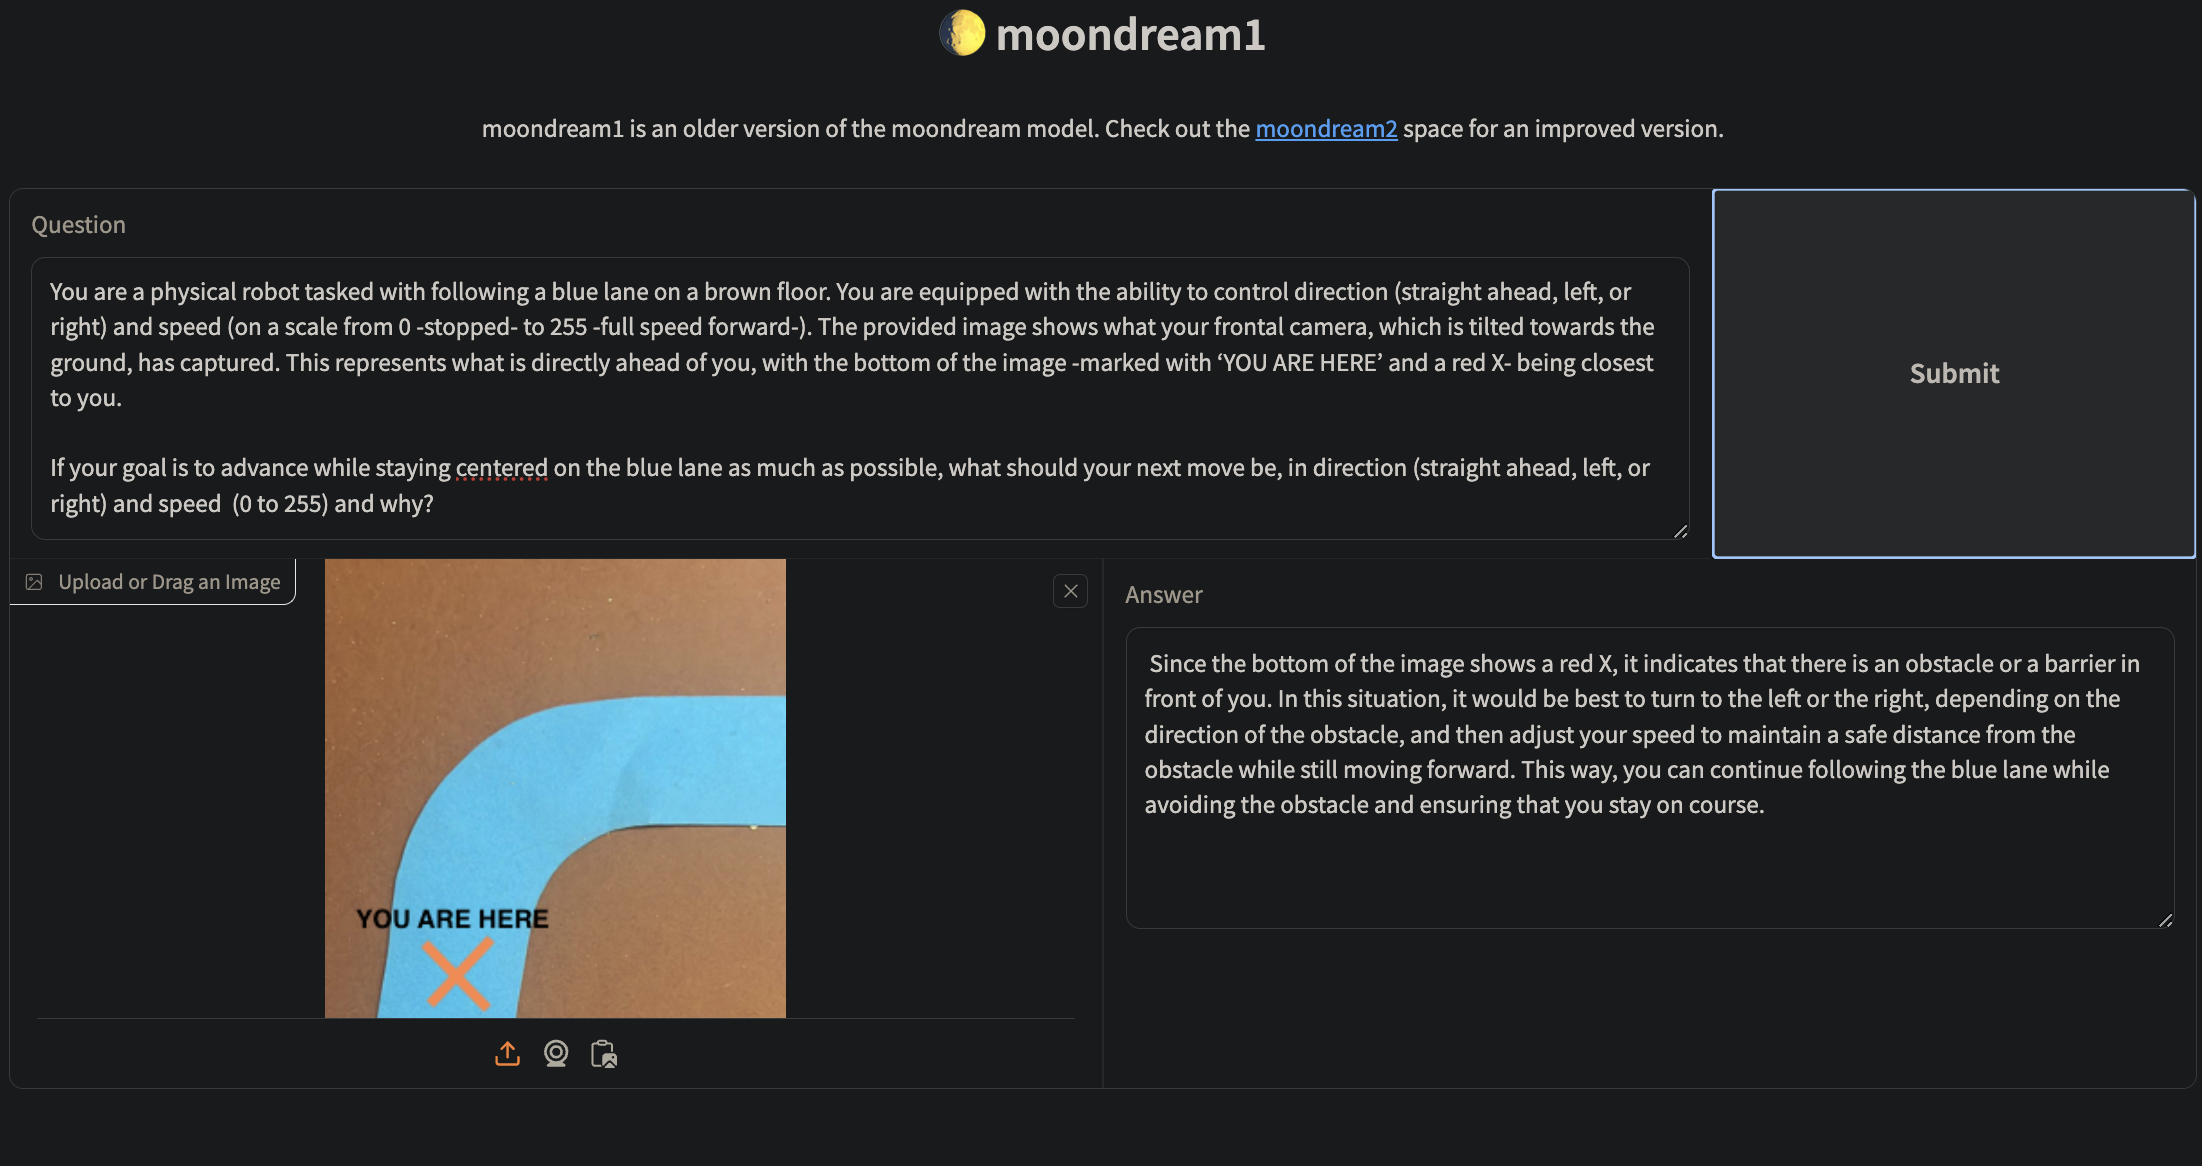 moondream1
moondream1 is an older version of the moondream model. Check out the moondream2 space for an improved version.
Question
You are a physical robot tasked with following a blue lane on a brown floor. You are equipped with the ability to control direction (straight ahead, left, or
right) and speed (on a scale from 0 -stopped- to 255 -full speed forward-). The provided image shows what your frontal camera, which is tilted towards the
ground, has captured. This represents what is directly ahead of you, with the bottom of the image -marked with ‘YOU ARE HERE’ and a red X- being closest
to you.
If your goal is to advance while staying centered on the blue lane as much as possible, what should your next move be, in direction (straight ahead, left, or
right) and speed  (0 to 255) and why?
Submit
Upload or Drag an Image
YOU ARE HERE
Answer
Since the bottom of the image shows a red X, it indicates that there is an obstacle or a barrier in
front of you. In this situation, it would be best to turn to the left or the right, depending on the
direction of the obstacle, and then adjust your speed to maintain a safe distance from the
obstacle while still moving forward. This way, you can continue following the blue lane while
avoiding the obstacle and ensuring that you stay on course.